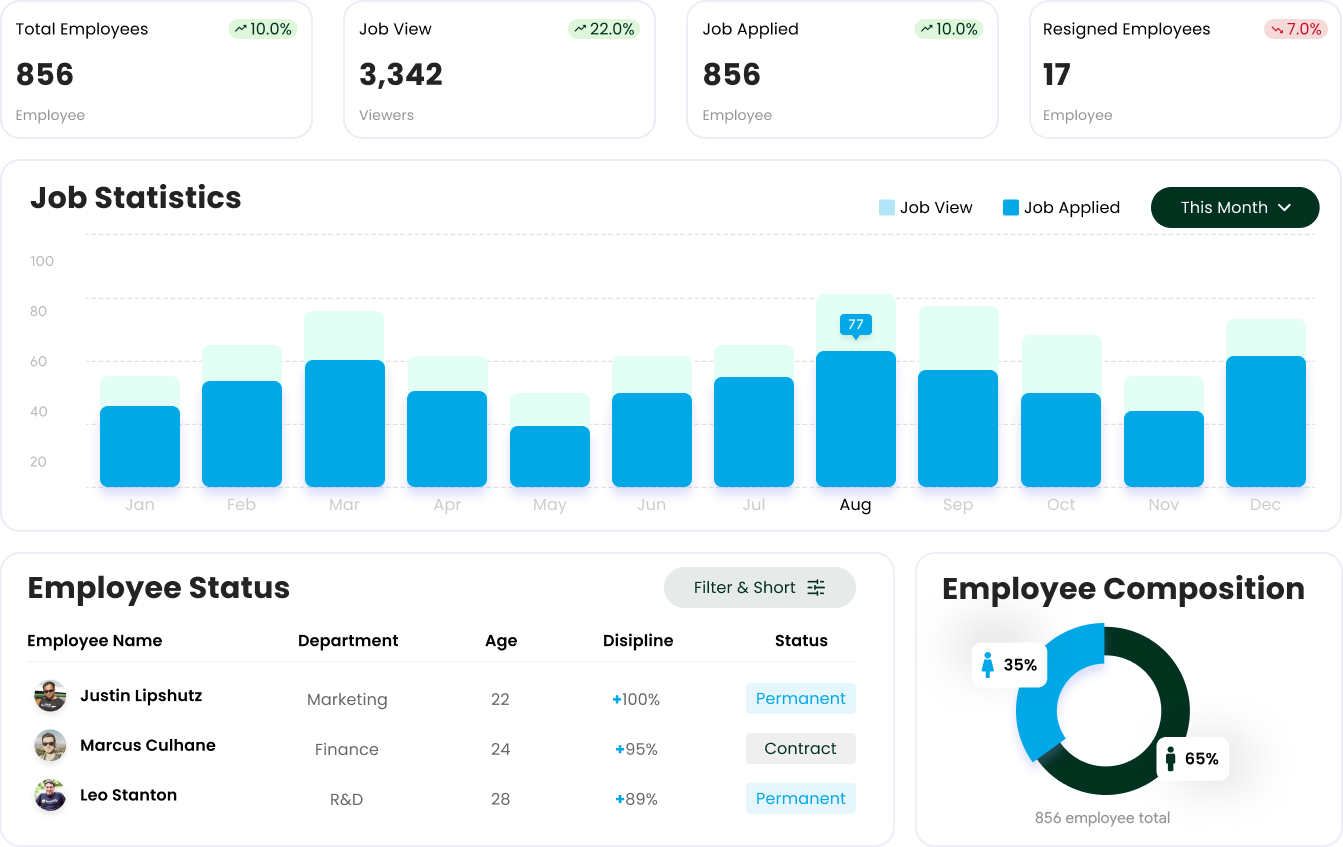 Total Employees 10.0%
856
Employee
Job View 22.0%
3,342
Viewers
Job Applied 10.0%
856
Employee
Resigned Employees 7.0%
17
Employee
Job Statistics
Job View Job Applied This Month
100
80
60
40
20
77
Jan Feb Mar Apr May Jun Jul Aug Sep Oct Nov Dec
Employee Status
Filter & Short
Employee Name Department Age Disipline Status
Justin Lipshutz Marketing 22 +100% Permanent
Marcus Culhane Finance 24 +95% Contract
Leo Stanton R&D 28 +89% Permanent
Employee Composition
35%
65%
856 employee total